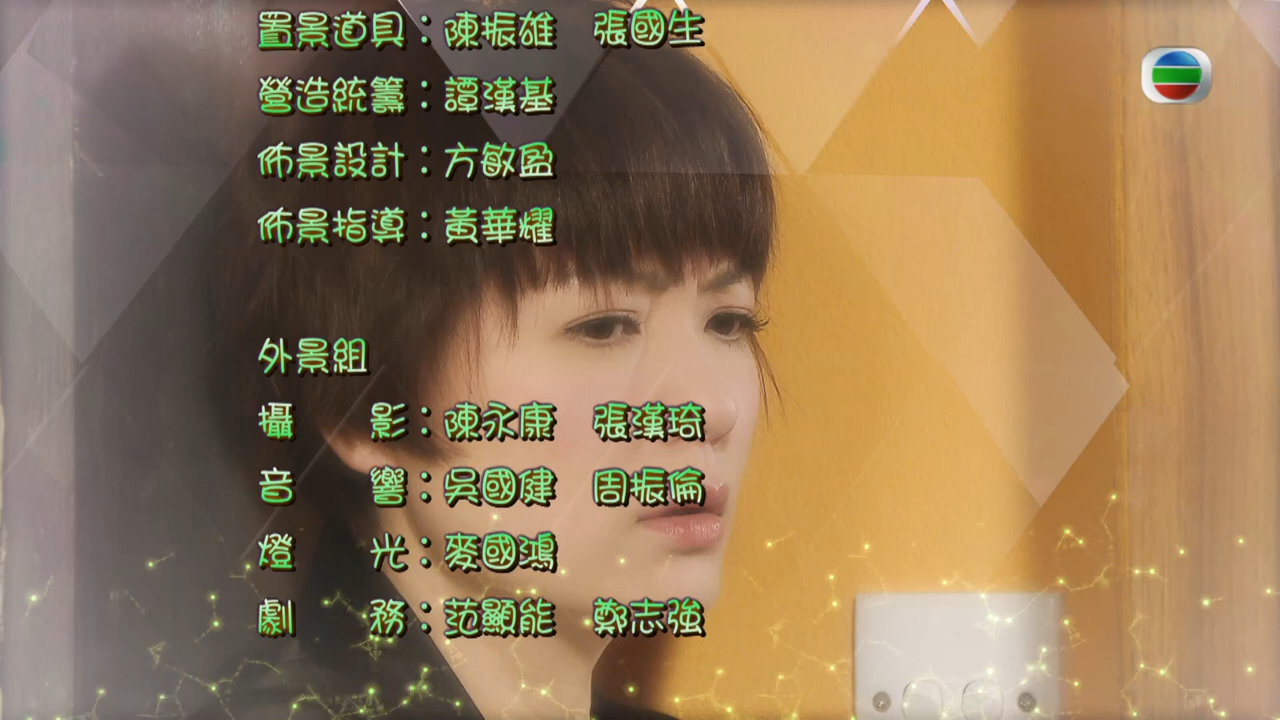 置景道具：陳振雄　張國生
營造統籌：譚漢基
佈景設計：方敏盈
佈景指導：黃華耀
外景組
攝　　影：陳永康　張漢琦
音　　響：吳國健　周振倫
燈　　光：麥國鴻
劇　　務：范顯能　鄭志強